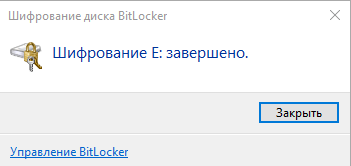 Шифрование диска BitLocker
Шифрование E: завершено.
Закрыть
Управление BitLocker